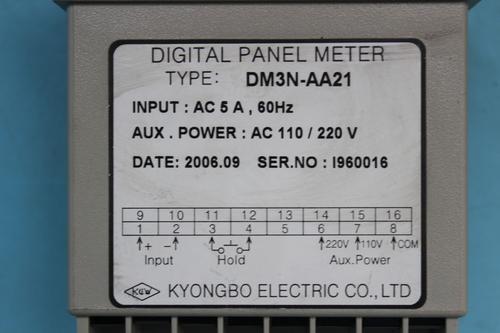 DIGITAL PANEL METER
TYPE: DM3N-AA21
INPUT : AC 5 A , 60Hz
AUX . POWER : AC 110 / 220 V
DATE: 2006.09 SER.NO : I960016
9 10 11 12 13 14 15 16
1 2 3 4 5 6 7 8
+ − 220V 110V COM
Input Hold Aux.Power
KYONGBO ELECTRIC CO.,LTD